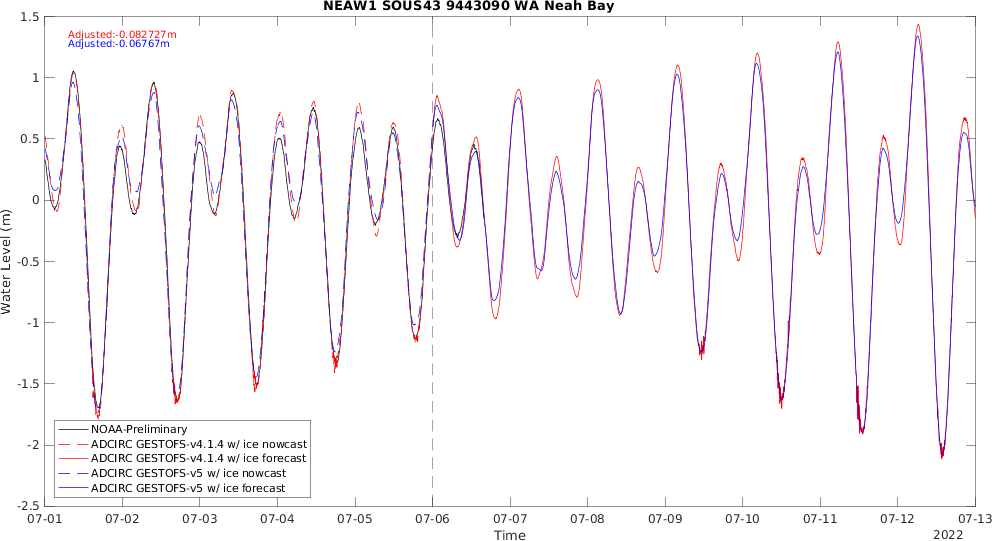 NEAW1 SOUS43 9443090 WA Neah Bay
Adjusted:-0.082727m
Adjusted:-0.06767m
1.5
1
0.5
0
-0.5
-1
-1.5
-2
-2.5
Water Level (m)
NOAA-Preliminary
ADCIRC GESTOFS-v4.1.4 w/ ice nowcast
ADCIRC GESTOFS-v4.1.4 w/ ice forecast
ADCIRC GESTOFS-v5 w/ ice nowcast
ADCIRC GESTOFS-v5 w/ ice forecast
07-01 07-02 07-03 07-04 07-05 07-06 07-07 07-08 07-09 07-10 07-11 07-12 07-13
Time
2022